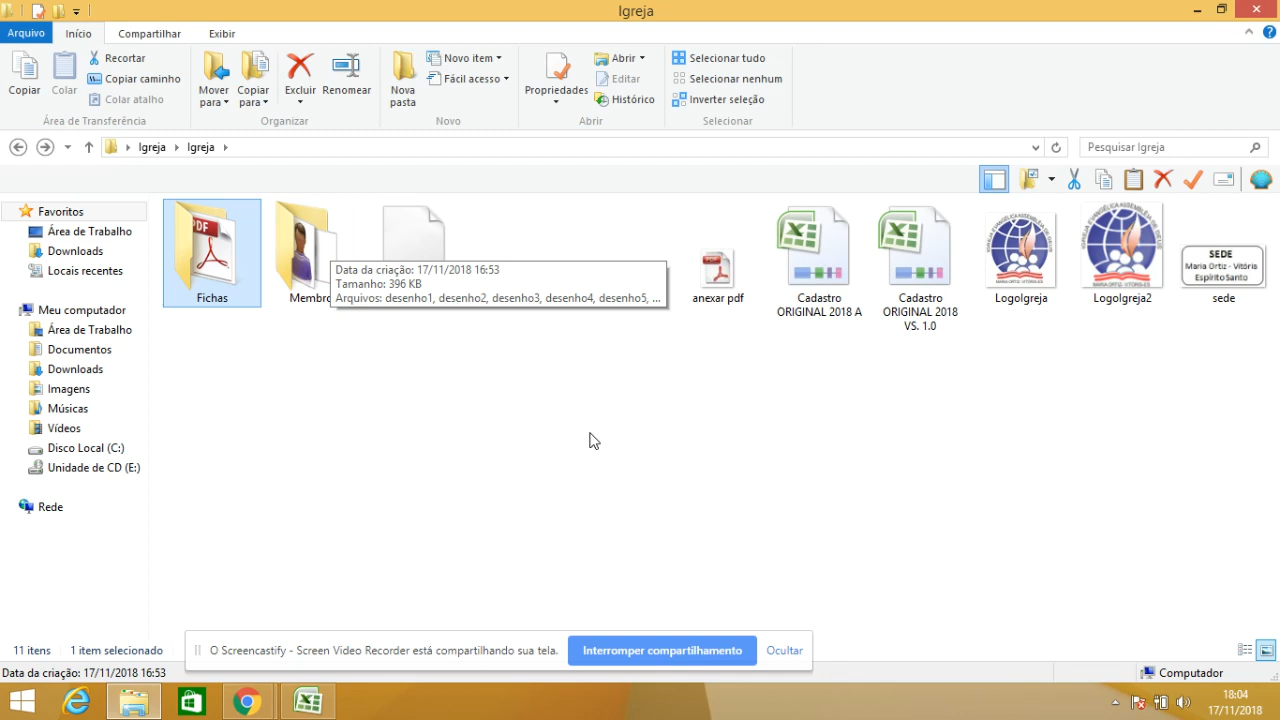 Igreja
Arquivo
Início
Compartilhar
Exibir
Copiar
Colar
Recortar
Copiar caminho
Colar atalho
Área de Transferência
Mover para
Copiar para
Excluir
Renomear
Organizar
Nova pasta
Novo item
Fácil acesso
Novo
Propriedades
Abrir
Editar
Histórico
Abrir
Selecionar tudo
Selecionar nenhum
Inverter seleção
Selecionar
Igreja
Igreja
Pesquisar Igreja
Favoritos
Área de Trabalho
Downloads
Locais recentes
Meu computador
Área de Trabalho
Documentos
Downloads
Imagens
Músicas
Vídeos
Disco Local (C:)
Unidade de CD (E:)
Rede
PDF
Fichas
Membro
Data da criação: 17/11/2018 16:53
Tamanho: 396 KB
Arquivos: desenho1, desenho2, desenho3, desenho4, desenho5, ...
anexar pdf
Cadastro
ORIGINAL 2018 A
Cadastro
ORIGINAL 2018
VS. 1.0
LogoIgreja
LogoIgreja2
SEDE
Maria Ortiz - Vitória
Espírito Santo
sede
11 itens
1 item selecionado
O Screencastify - Screen Video Recorder está compartilhando sua tela.
Interromper compartilhamento
Ocultar
Data da criação: 17/11/2018 16:53
Computador
18:04
17/11/2018